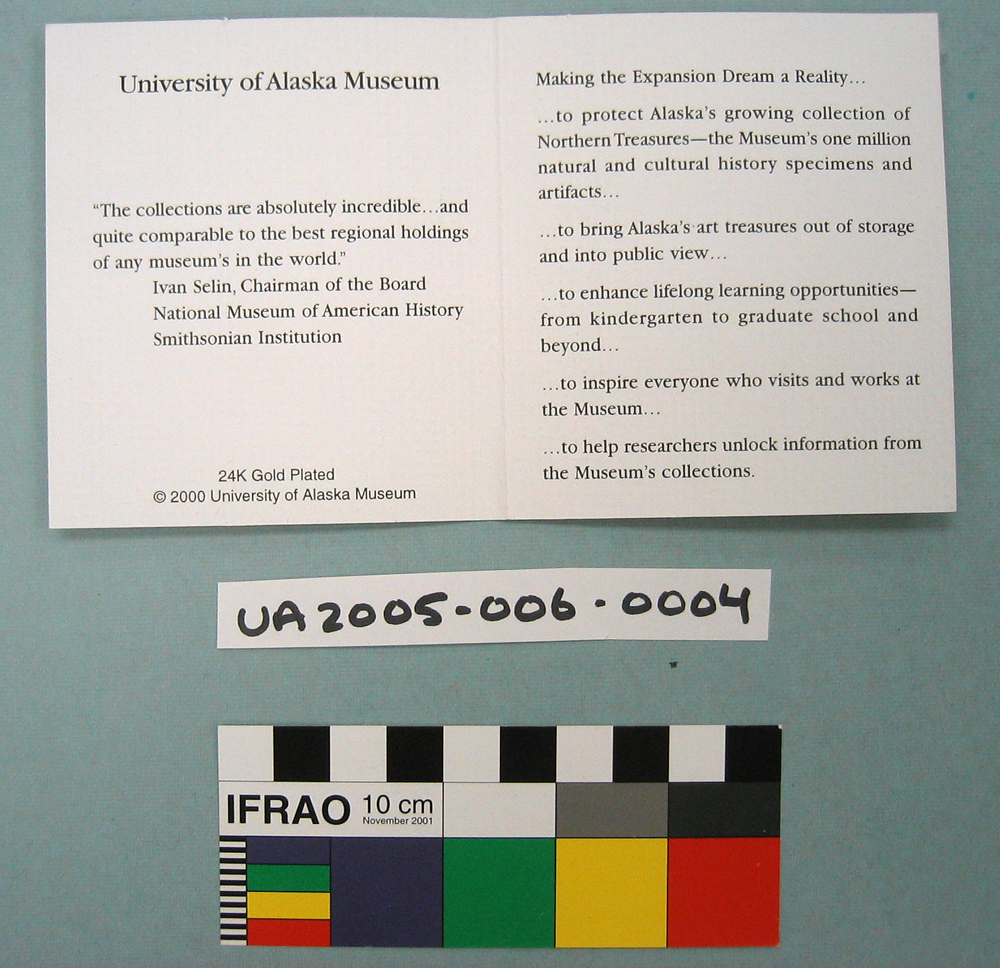 University of Alaska Museum
“The collections are absolutely incredible…and
quite comparable to the best regional holdings
of any museum’s in the world.”
Ivan Selin, Chairman of the Board
National Museum of American History
Smithsonian Institution
24K Gold Plated
© 2000 University of Alaska Museum
Making the Expansion Dream a Reality…
…to protect Alaska’s growing collection of
Northern Treasures—the Museum’s one million
natural and cultural history specimens and
artifacts…
…to bring Alaska’s art treasures out of storage
and into public view…
…to enhance lifelong learning opportunities—
from kindergarten to graduate school and
beyond…
…to inspire everyone who visits and works at
the Museum…
…to help researchers unlock information from
the Museum’s collections.
UA2005-006-0004
IFRAO 10 cm
November 2001